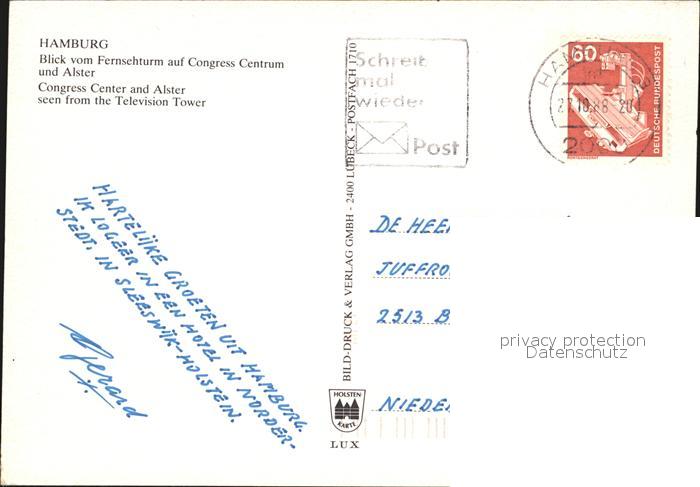 HAMBURG
Blick vom Fernsehturm auf Congress Centrum
und Alster
Congress Center and Alster
seen from the Television Tower
HARTELIJKE GROETEN UIT HAMBURG.
IK LOGEER IN EEN HOTEL IN NORDER-
STEDT, IN SLEESWIJK-HOLSTEIN.
Gerard
BILD-DRUCK & VERLAG GMBH - 2400 LÜBECK - POSTFACH 1710
HOLSTEN
KARTE
LUX
Schreib
mal
wieder
Post
60
DEUTSCHE BUNDESPOST
DE HEE
JUFFRO
2513 B
NIEDE
privacy protection
Datenschutz